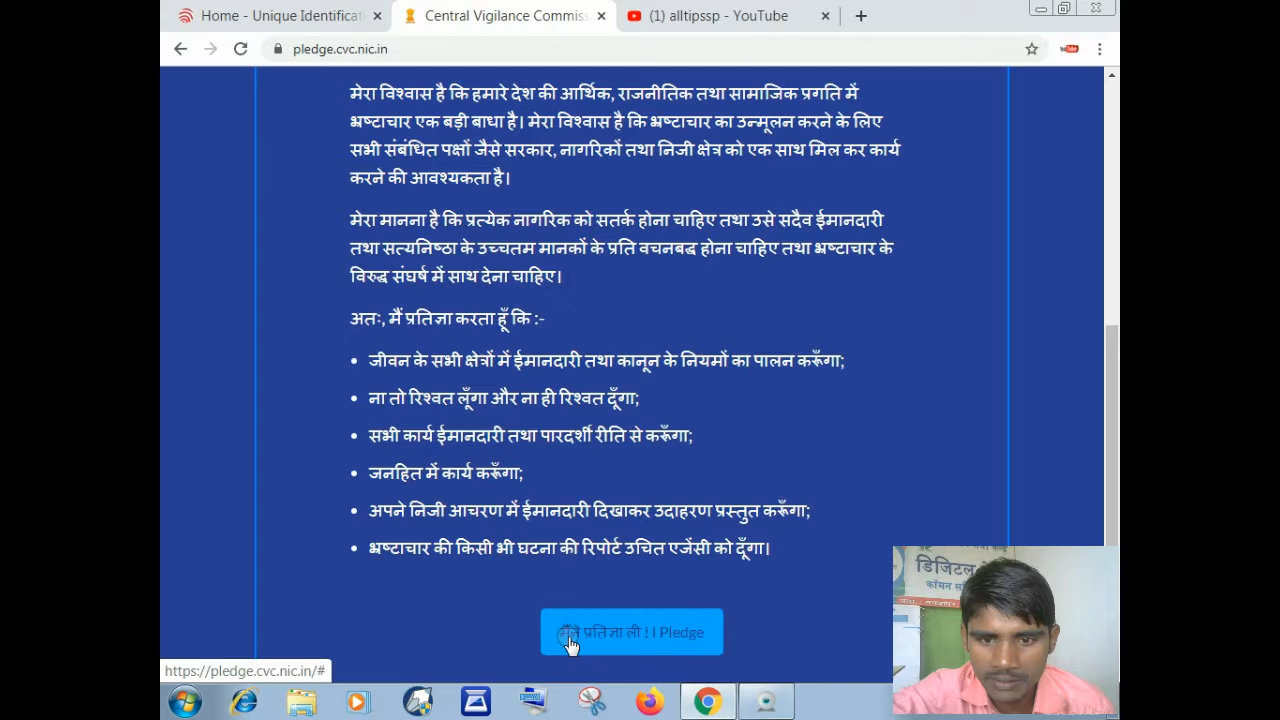 Home - Unique Identificati
Central Vigilance Commiss
(1) alltipssp - YouTube
pledge.cvc.nic.in
मेरा विश्वास है कि हमारे देश की आर्थिक, राजनीतिक तथा सामाजिक प्रगति में
भ्रष्टाचार एक बड़ी बाधा है। मेरा विश्वास है कि भ्रष्टाचार का उन्मूलन करने के लिए
सभी संबंधित पक्षों जैसे सरकार, नागरिकों तथा निजी क्षेत्र को एक साथ मिल कर कार्य
करने की आवश्यकता है।
मेरा मानना है कि प्रत्येक नागरिक को सतर्क होना चाहिए तथा उसे सदैव ईमानदारी
तथा सत्यनिष्ठा के उच्चतम मानकों के प्रति वचनबद्ध होना चाहिए तथा भ्रष्टाचार के
विरुद्ध संघर्ष में साथ देना चाहिए।
अतः, मैं प्रतिज्ञा करता हूँ कि :-
• जीवन के सभी क्षेत्रों में ईमानदारी तथा कानून के नियमों का पालन करूँगा;
• ना तो रिश्वत लूँगा और ना ही रिश्वत दूँगा;
• सभी कार्य ईमानदारी तथा पारदर्शी रीति से करूँगा;
• जनहित में कार्य करूँगा;
• अपने निजी आचरण में ईमानदारी दिखाकर उदाहरण प्रस्तुत करूँगा;
• भ्रष्टाचार की किसी भी घटना की रिपोर्ट उचित एजेंसी को दूँगा।
डिजिटल
कॉमन
मैंने प्रतिज्ञा ली ! I Pledge
https://pledge.cvc.nic.in/#